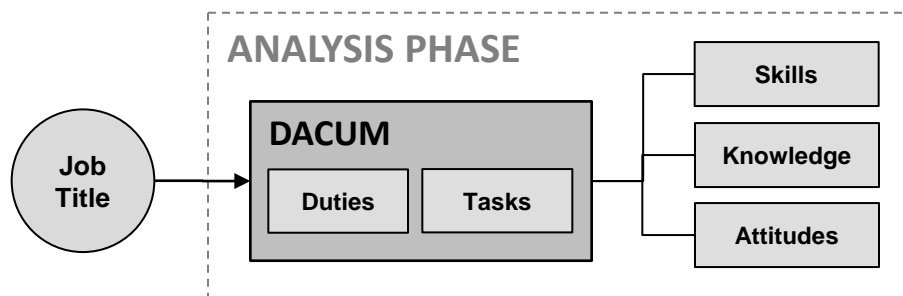 ANALYSIS PHASE
Skills
DACUM
Job
Title
Knowledge
Duties
Tasks
Attitudes